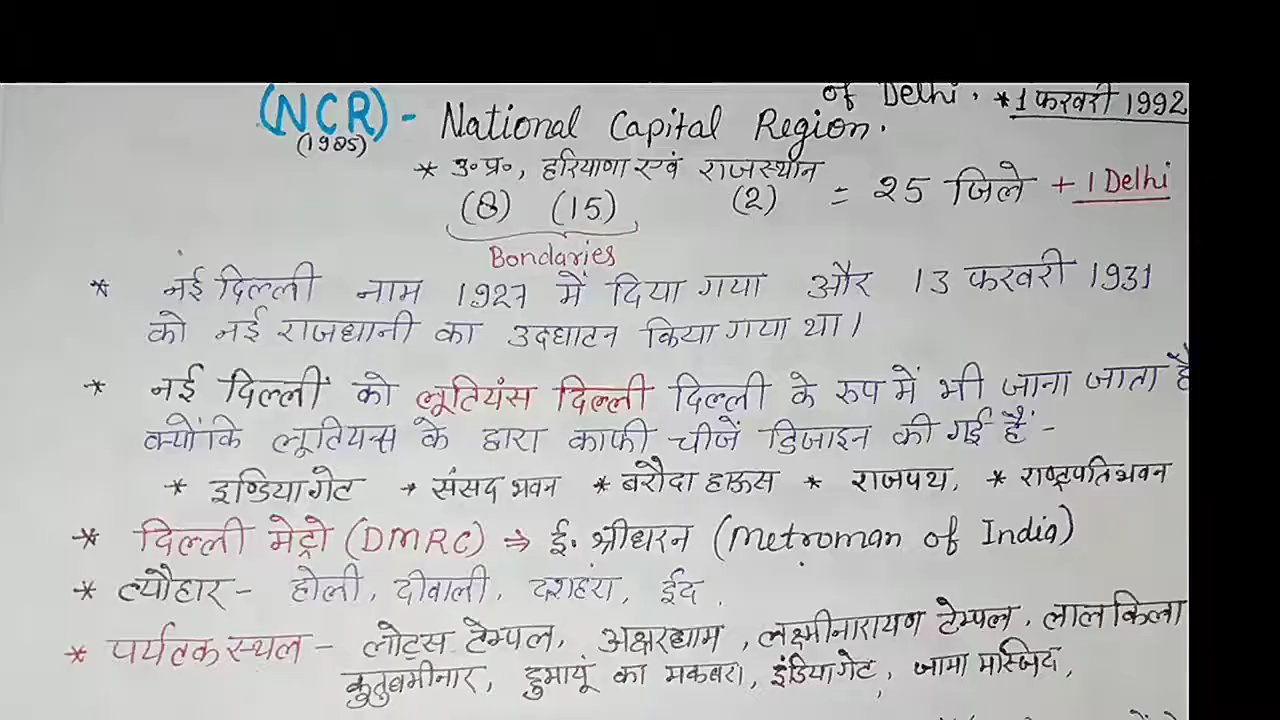 of Delhi. * 1 फरवरी 1992
(NCR) - National Capital Region.
(1985)
* उ॰प्र॰, हरियाणा एवं राजस्थान
(8) (15) (2) = 25 जिले + 1 Delhi
Bondaries
* नई दिल्ली नाम 1927 में दिया गया और 13 फरवरी 1931
को नई राजधानी का उदघाटन किया गया था।
* नई दिल्ली को लूतियंस दिल्ली दिल्ली के रुप में भी जाना जाता है
क्योंकि लूतियन्स के द्वारा काफी चीजें डिजाइन की गई हैं -
* इण्डिया गेट * संसद भवन * बरौदा हाऊस * राजपथ, * राष्ट्रपति भवन
* दिल्ली मेट्रो (DMRC) ⇒ ई. श्रीधरन (Metroman of India)
* त्यौहार - होली, दीवाली, दशहरा, ईद,
* पर्यटक स्थल - लोटस टेम्पल, अक्षरधाम, लक्ष्मीनारायण टेम्पल, लाल किला
कुतुबमीनार, हुमायूं का मकबरा, इंडिया गेट, जामा मस्जिद,